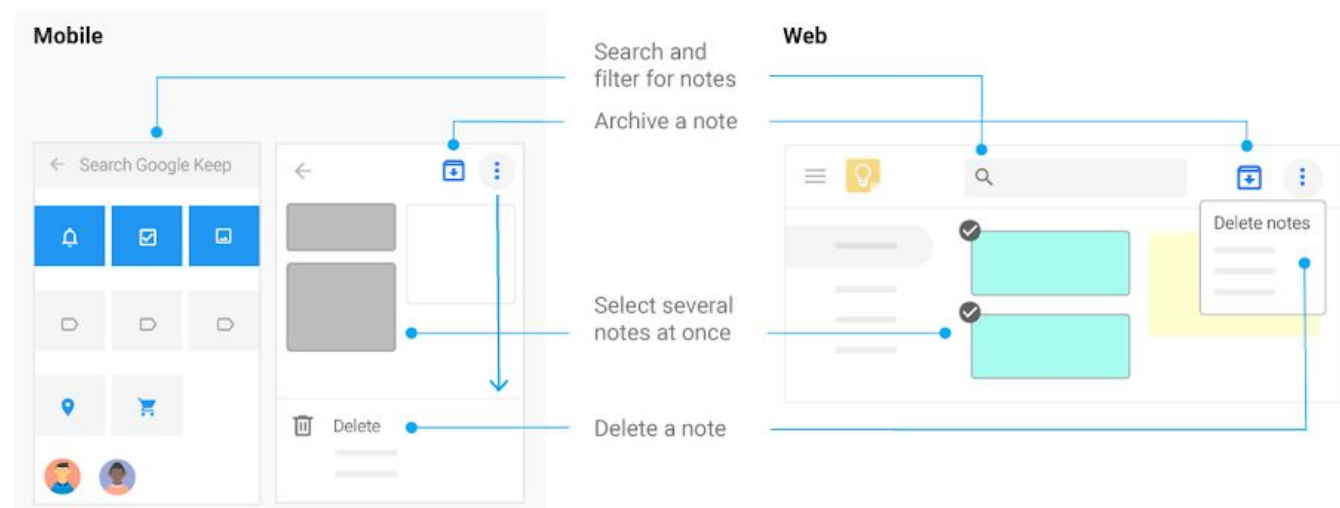 Mobile
Web
Search and
filter for notes
Archive a note
Search Google Keep
Delete notes
Select several
notes at once
Delete
Delete a note